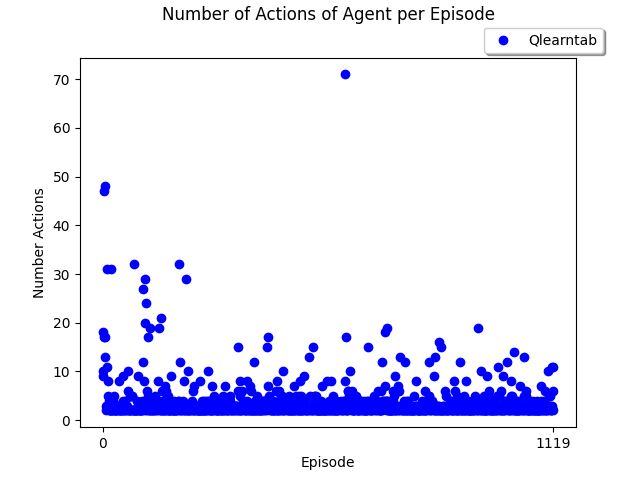 Number of Actions of Agent per Episode
Qlearntab
70
60
50
40
30
20
10
0
Number Actions
0 1119
Episode